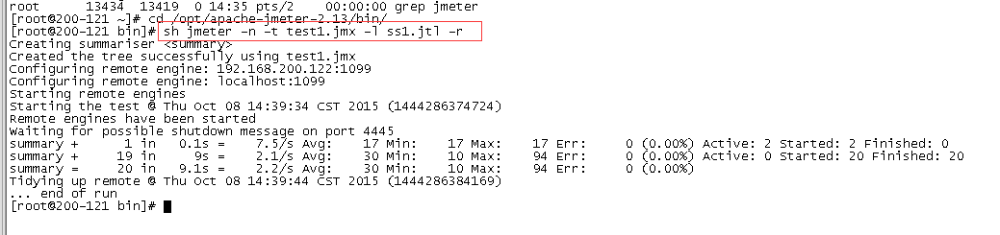 root     13434  13419  0 14:35 pts/2    00:00:00 grep jmeter
[root@200-121 ~]# cd /opt/apache-jmeter-2.13/bin/
[root@200-121 bin]# sh jmeter -n -t test1.jmx -l ss1.jtl -r
Creating summariser <summary>
Created the tree successfully using test1.jmx
Configuring remote engine: 192.168.200.122:1099
Configuring remote engine: localhost:1099
Starting remote engines
Starting the test @ Thu Oct 08 14:39:34 CST 2015 (1444286374724)
Remote engines have been started
Waiting for possible shutdown message on port 4445
summary +      1 in   0.1s =    7.5/s Avg:    17 Min:    17 Max:    17 Err:     0 (0.00%) Active: 2 Started: 2 Finished: 0
summary +     19 in     9s =    2.1/s Avg:    30 Min:    10 Max:    94 Err:     0 (0.00%) Active: 0 Started: 20 Finished: 20
summary =     20 in   9.1s =    2.2/s Avg:    30 Min:    10 Max:    94 Err:     0 (0.00%)
Tidying up remote @ Thu Oct 08 14:39:44 CST 2015 (1444286384169)
... end of run
[root@200-121 bin]#